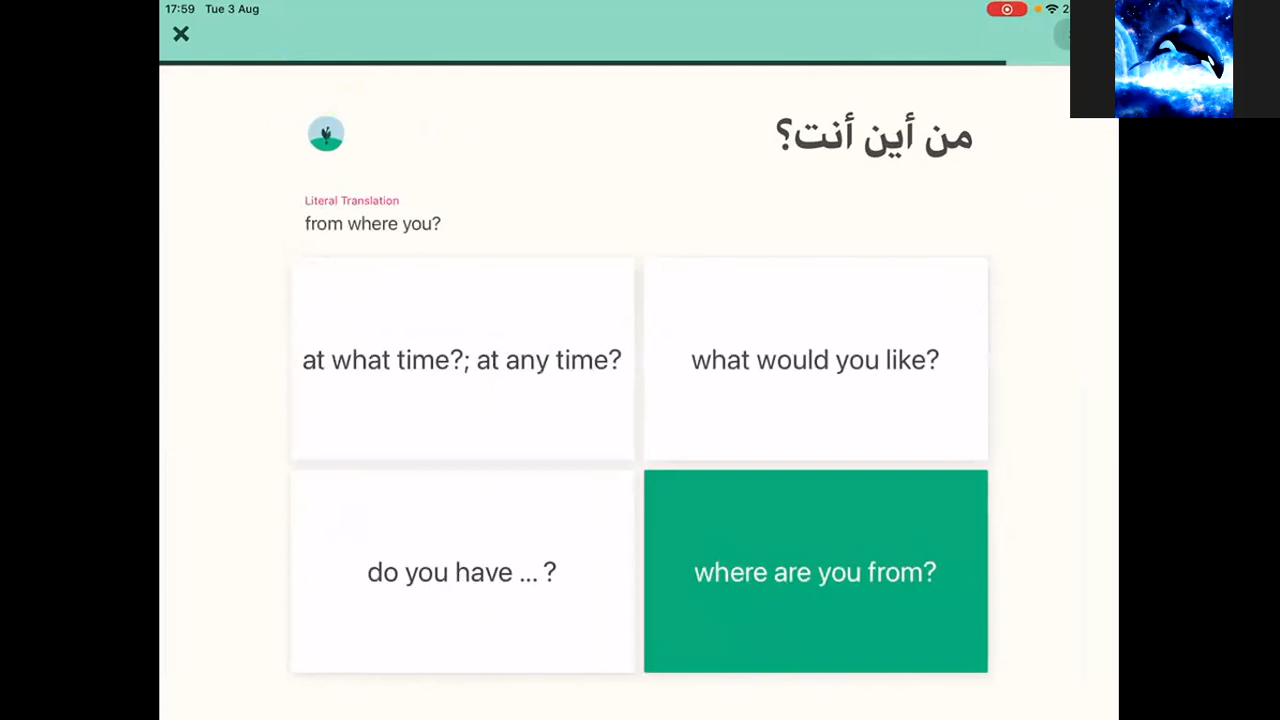 17:59 Tue 3 Aug
من أين أنت؟
Literal Translation
from where you?
at what time?; at any time?
what would you like?
do you have ... ?
where are you from?